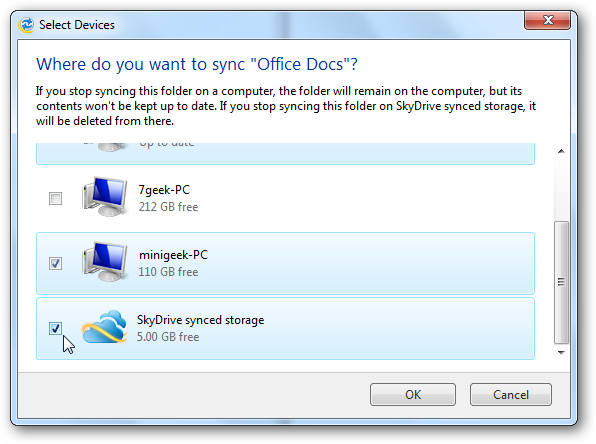 Select Devices
Where do you want to sync "Office Docs"?
If you stop syncing this folder on a computer, the folder will remain on the computer, but its
contents won't be kept up to date. If you stop syncing this folder on SkyDrive synced storage, it
will be deleted from there.
Up to date
7geek-PC
212 GB free
minigeek-PC
110 GB free
SkyDrive synced storage
5.00 GB free
OK
Cancel